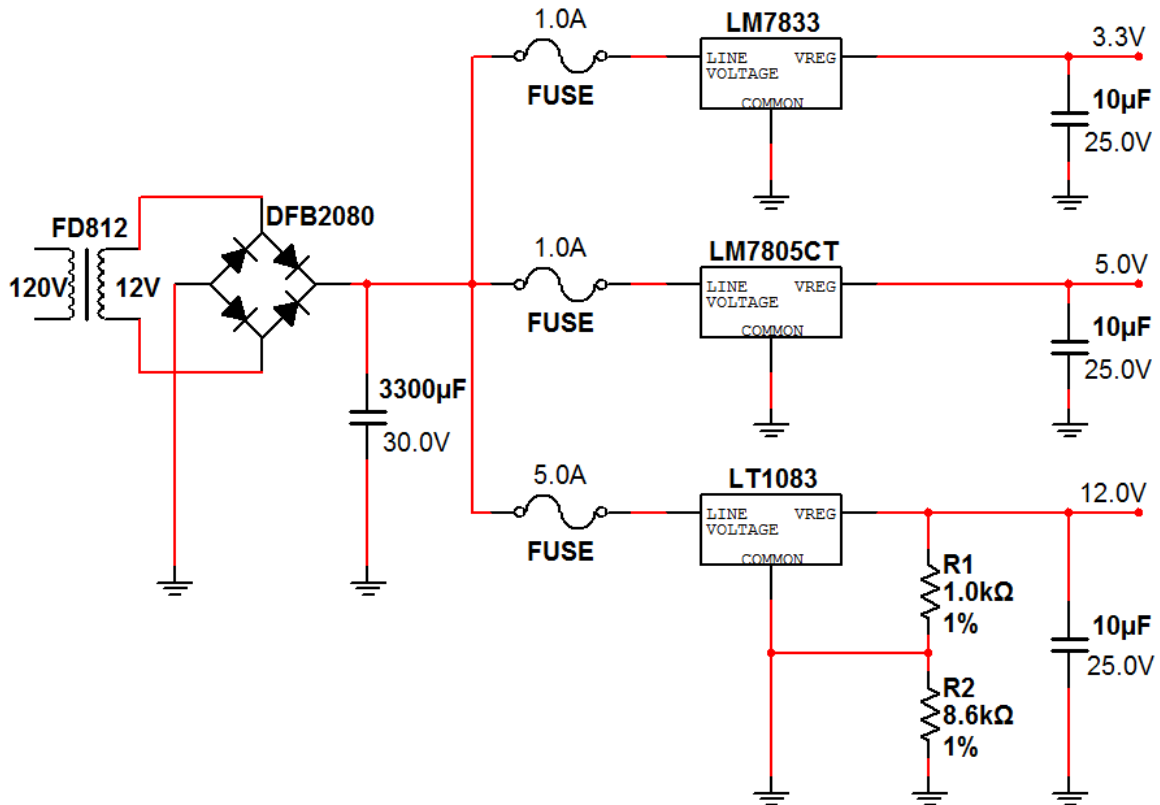 1.0A
FUSE
LM7833
LINE VREG
VOLTAGE
COMMON
3.3V
10µF
25.0V
FD812
120V 12V
DFB2080
3300µF
30.0V
1.0A
FUSE
LM7805CT
LINE VREG
VOLTAGE
COMMON
5.0V
10µF
25.0V
5.0A
FUSE
LT1083
LINE VREG
VOLTAGE
COMMON
12.0V
R1
1.0kΩ
1%
R2
8.6kΩ
1%
10µF
25.0V